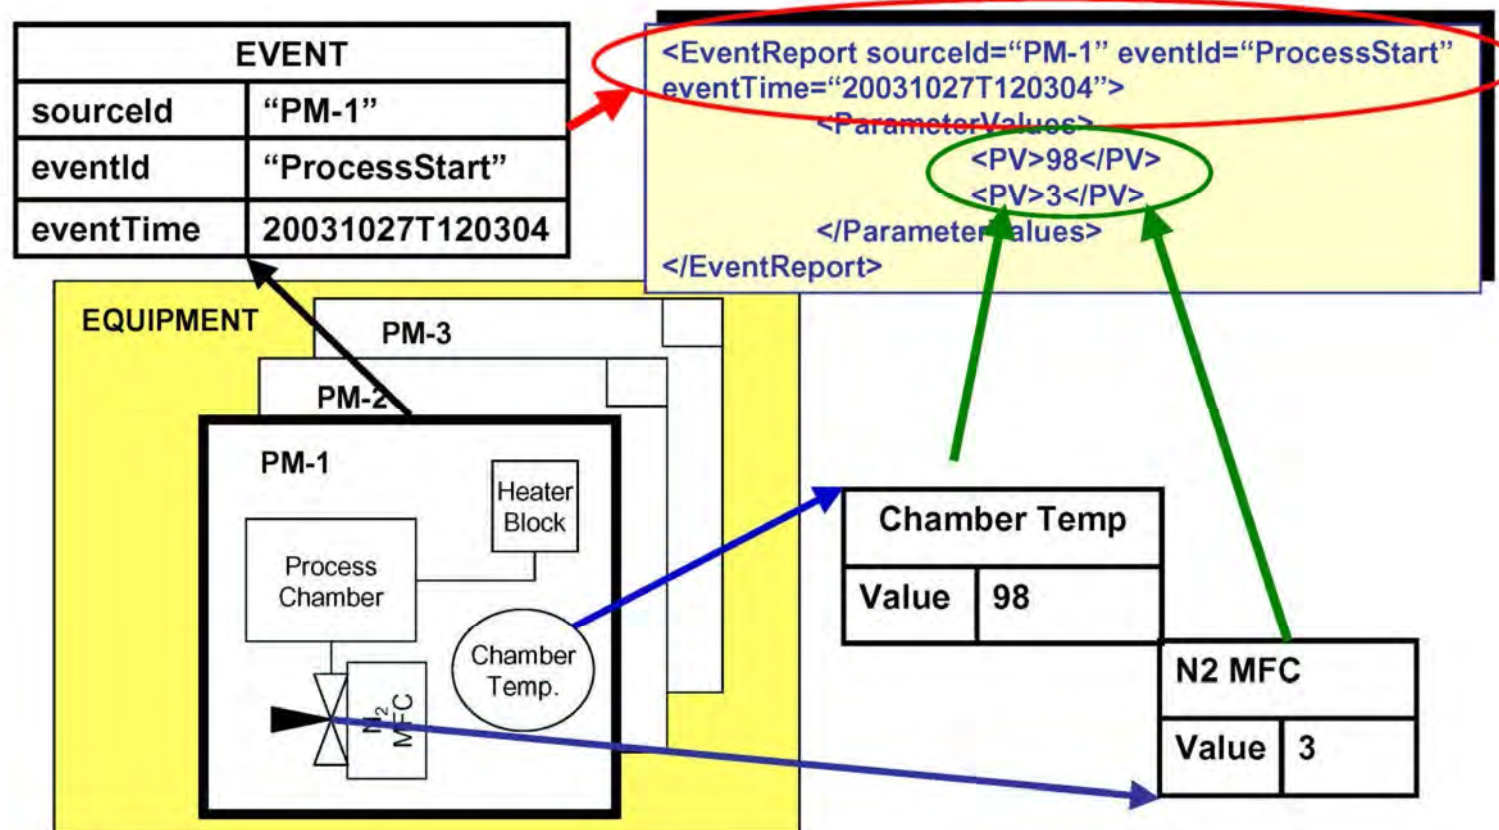 EVENT
sourceId “PM-1”
eventId “ProcessStart”
eventTime 20031027T120304
<EventReport sourceId=“PM-1” eventId=“ProcessStart”
eventTime=“20031027T120304”>
<ParameterValues>
<PV>98</PV>
<PV>3</PV>
</ParameterValues>
</EventReport>
EQUIPMENT
PM-3
PM-2
PM-1
Heater
Block
Process
Chamber
Chamber
Temp.
N2
MFC
Chamber Temp
Value 98
N2 MFC
Value 3